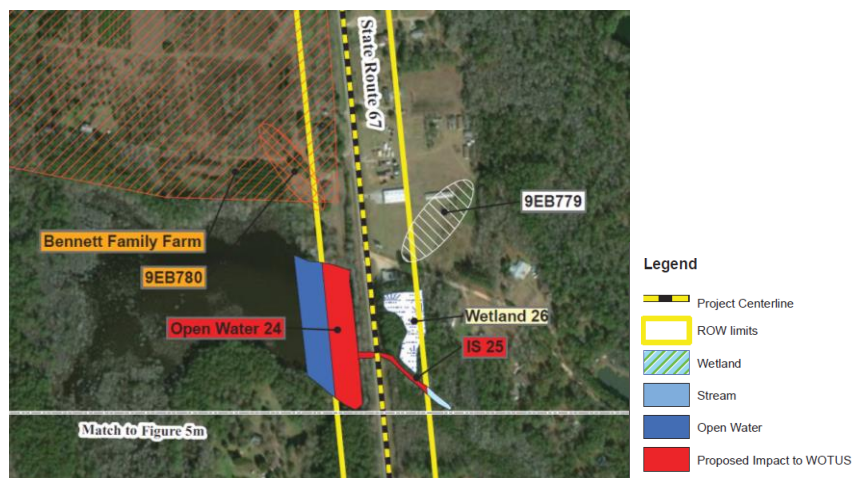 State Route 67
9EB779
Bennett Family Farm
9EB780
Open Water 24
Wetland 26
IS 25
Match to Figure 5m
Legend
Project Centerline
ROW limits
Wetland
Stream
Open Water
Proposed Impact to WOTUS